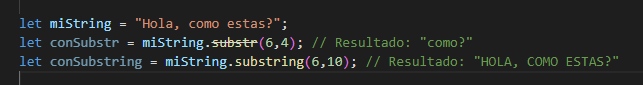 let miString = "Hola, como estas?";
let conSubstr = miString.substr(6,4); // Resultado: "como?"
let conSubstring = miString.substring(6,10); // Resultado: "HOLA, COMO ESTAS?"